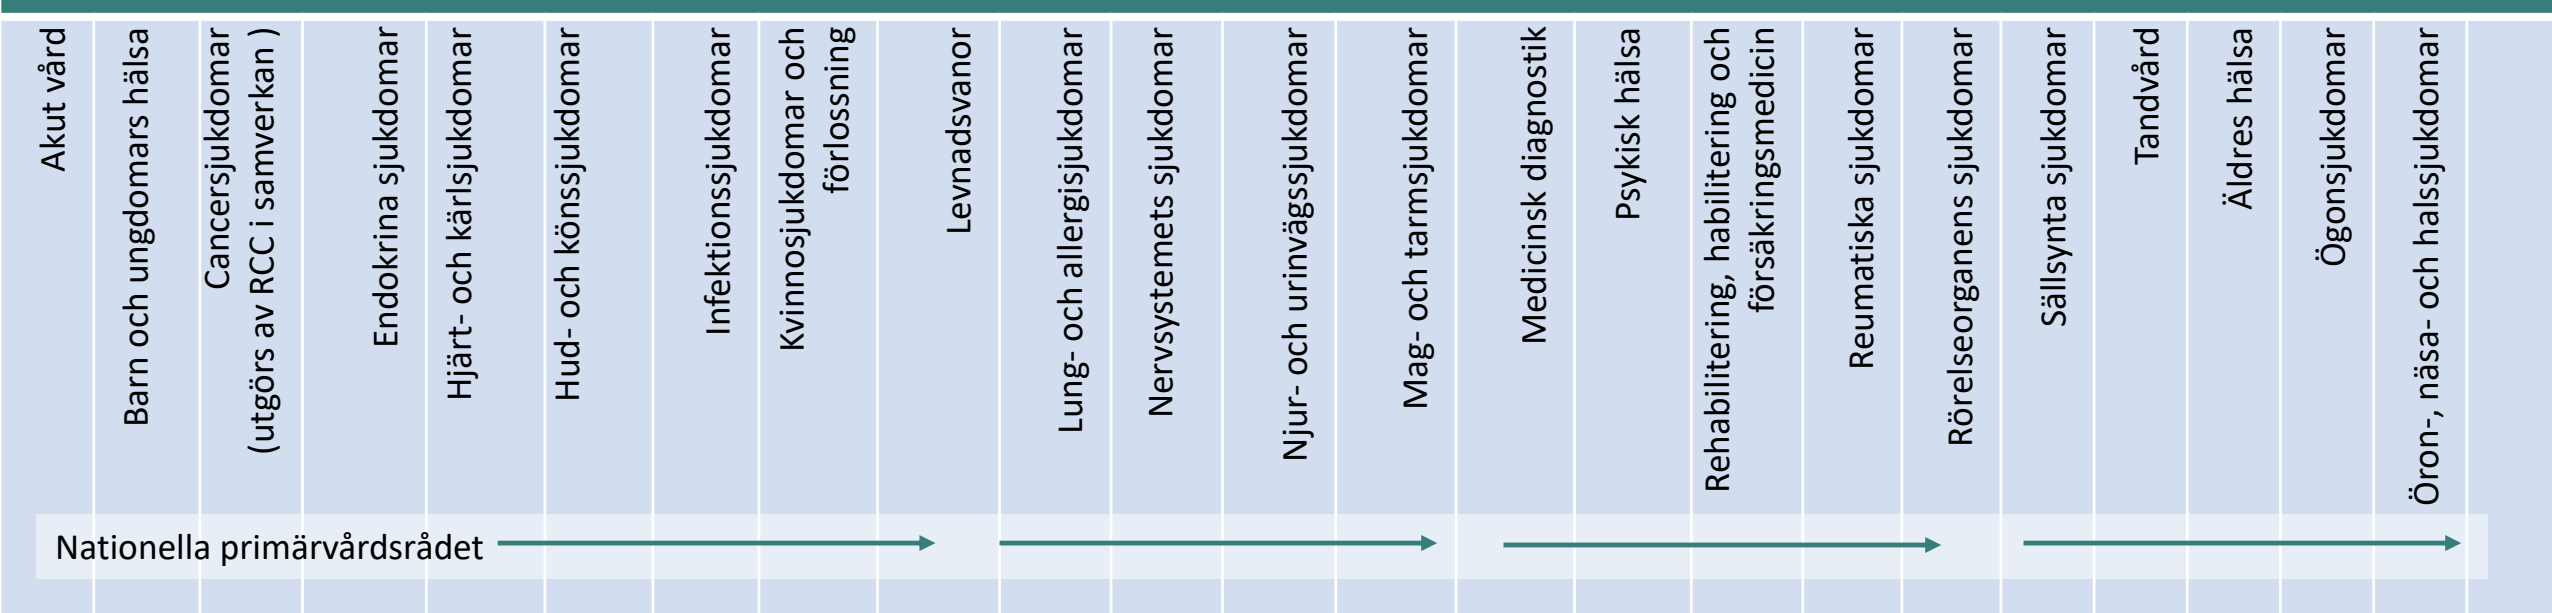 Akut vård
Barn och ungdomars hälsa
Cancersjukdomar
(utgörs av RCC i samverkan )
Endokrina sjukdomar
Hjärt- och kärlsjukdomar
Hud- och könssjukdomar
Infektionssjukdomar
Kvinnosjukdomar och
förlossning
Levnadsvanor
Lung- och allergisjukdomar
Nervsystemets sjukdomar
Njur- och urinvägssjukdomar
Mag- och tarmsjukdomar
Medicinsk diagnostik
Psykisk hälsa
Rehabilitering, habilitering och
försäkringsmedicin
Reumatiska sjukdomar
Rörelseorganens sjukdomar
Sällsynta sjukdomar
Tandvård
Äldres hälsa
Ögonsjukdomar
Öron-, näsa- och halssjukdomar
Nationella primärvårdsrådet